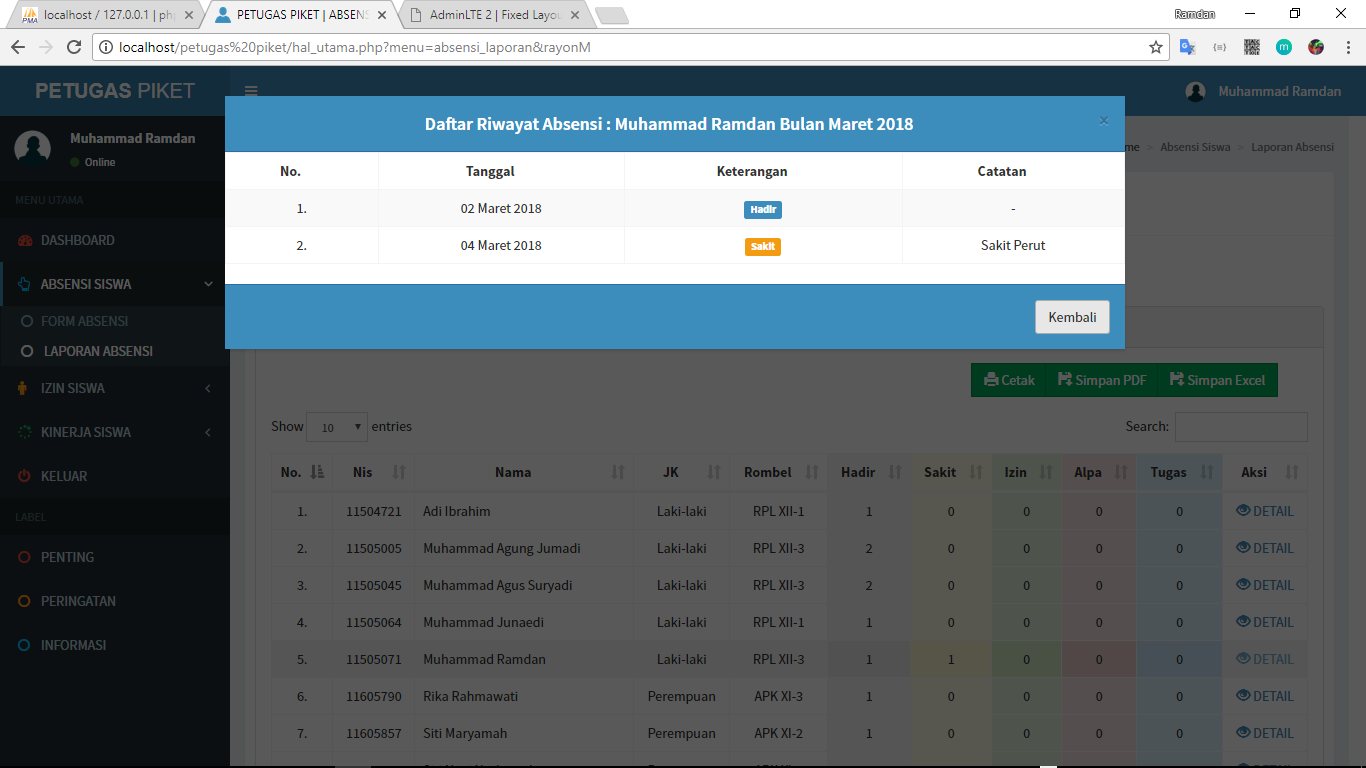 localhost / 127.0.0.1 | ph
PETUGAS PIKET | ABSEN
AdminLTE 2 | Fixed Layou
Ramdan
localhost/petugas%20piket/hal_utama.php?menu=absensi_laporan&rayonM
PETUGAS PIKET
Muhammad Ramdan
Muhammad Ramdan
Online
me > Absensi Siswa > Laporan Absensi
MENU UTAMA
DASHBOARD
ABSENSI SISWA
FORM ABSENSI
LAPORAN ABSENSI
IZIN SISWA
KINERJA SISWA
KELUAR
LABEL
PENTING
PERINGATAN
INFORMASI
Daftar Riwayat Absensi : Muhammad Ramdan Bulan Maret 2018 ×
No. Tanggal Keterangan Catatan
1. 02 Maret 2018 Hadir -
2. 04 Maret 2018 Sakit Sakit Perut
Kembali
Cetak Simpan PDF Simpan Excel
Show 10 entries Search:
No. Nis Nama JK Rombel Hadir Sakit Izin Alpa Tugas Aksi
1. 11504721 Adi Ibrahim Laki-laki RPL XII-1 1 0 0 0 0 DETAIL
2. 11505005 Muhammad Agung Jumadi Laki-laki RPL XII-3 2 0 0 0 0 DETAIL
3. 11505045 Muhammad Agus Suryadi Laki-laki RPL XII-3 2 0 0 0 0 DETAIL
4. 11505064 Muhammad Junaedi Laki-laki RPL XII-1 1 0 0 0 0 DETAIL
5. 11505071 Muhammad Ramdan Laki-laki RPL XII-3 1 1 0 0 0 DETAIL
6. 11605790 Rika Rahmawati Perempuan APK XI-3 1 0 0 0 0 DETAIL
7. 11605857 Siti Maryamah Perempuan APK XI-2 1 0 0 0 0 DETAIL